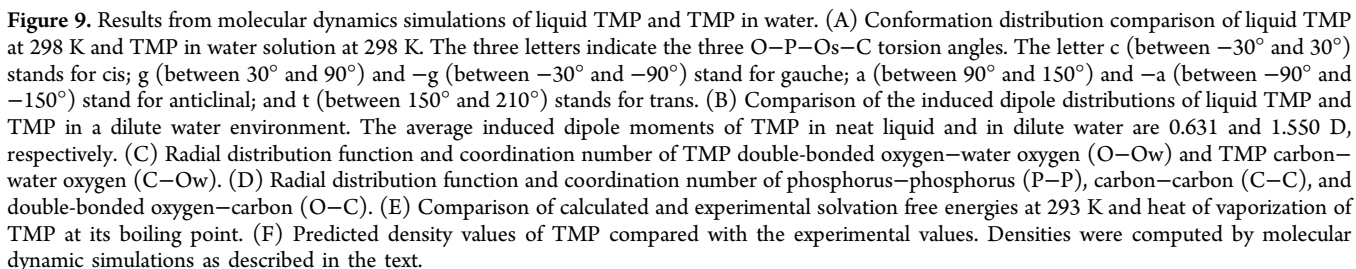 Figure 9. Results from molecular dynamics simulations of liquid TMP and TMP in water. (A) Conformation distribution comparison of liquid TMP
at 298 K and TMP in water solution at 298 K. The three letters indicate the three O−P−Os−C torsion angles. The letter c (between −30° and 30°)
stands for cis; g (between 30° and 90°) and −g (between −30° and −90°) stand for gauche; a (between 90° and 150°) and −a (between −90° and
−150°) stand for anticlinal; and t (between 150° and 210°) stands for trans. (B) Comparison of the induced dipole distributions of liquid TMP and
TMP in a dilute water environment. The average induced dipole moments of TMP in neat liquid and in dilute water are 0.631 and 1.550 D,
respectively. (C) Radial distribution function and coordination number of TMP double-bonded oxygen−water oxygen (O−Ow) and TMP carbon−
water oxygen (C−Ow). (D) Radial distribution function and coordination number of phosphorus−phosphorus (P−P), carbon−carbon (C−C), and
double-bonded oxygen−carbon (O−C). (E) Comparison of calculated and experimental solvation free energies at 293 K and heat of vaporization of
TMP at its boiling point. (F) Predicted density values of TMP compared with the experimental values. Densities were computed by molecular
dynamic simulations as described in the text.